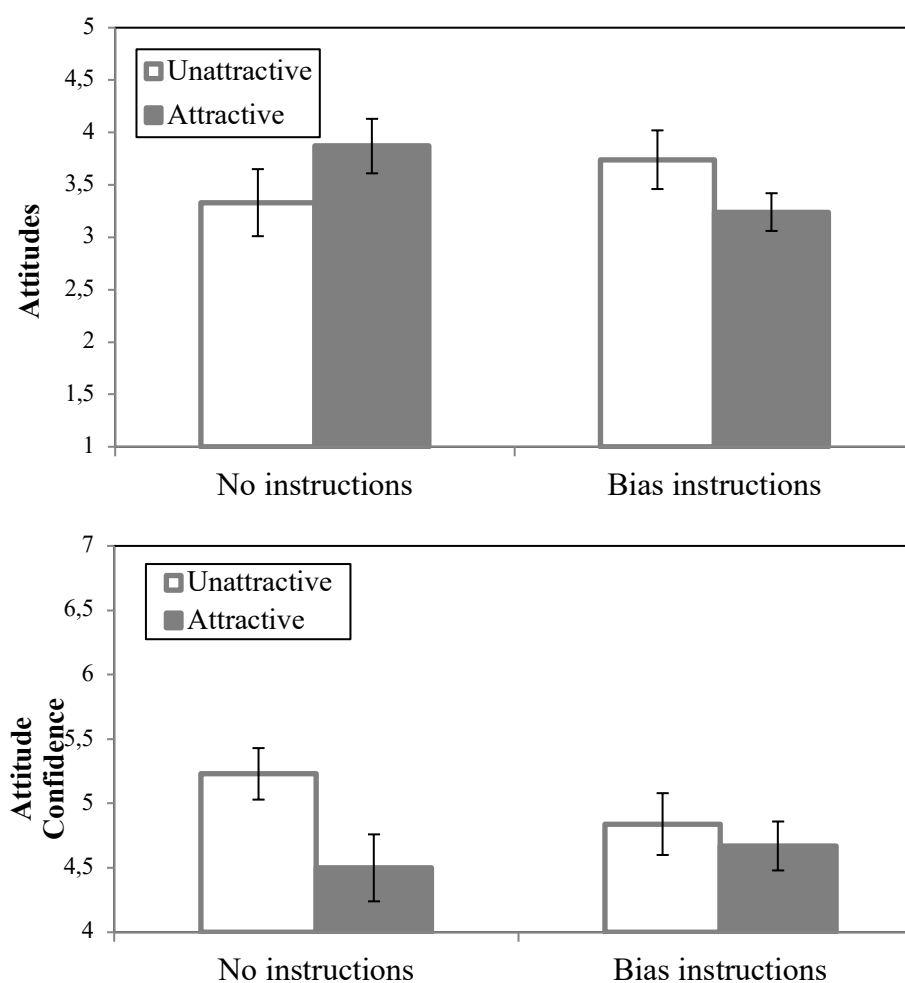 5
4,5
4
3,5
3
2,5
2
1,5
1
Attitudes
Unattractive
Attractive
No instructions
Bias instructions
7
6,5
6
5,5
5
4,5
4
Attitude
Confidence
Unattractive
Attractive
No instructions
Bias instructions